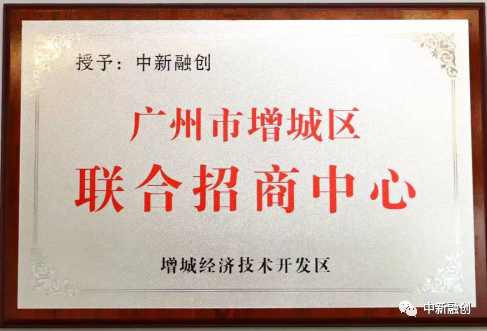 授予：中新融创
广州市增城区
联合招商中心
增城经济技术开发区
中新融创